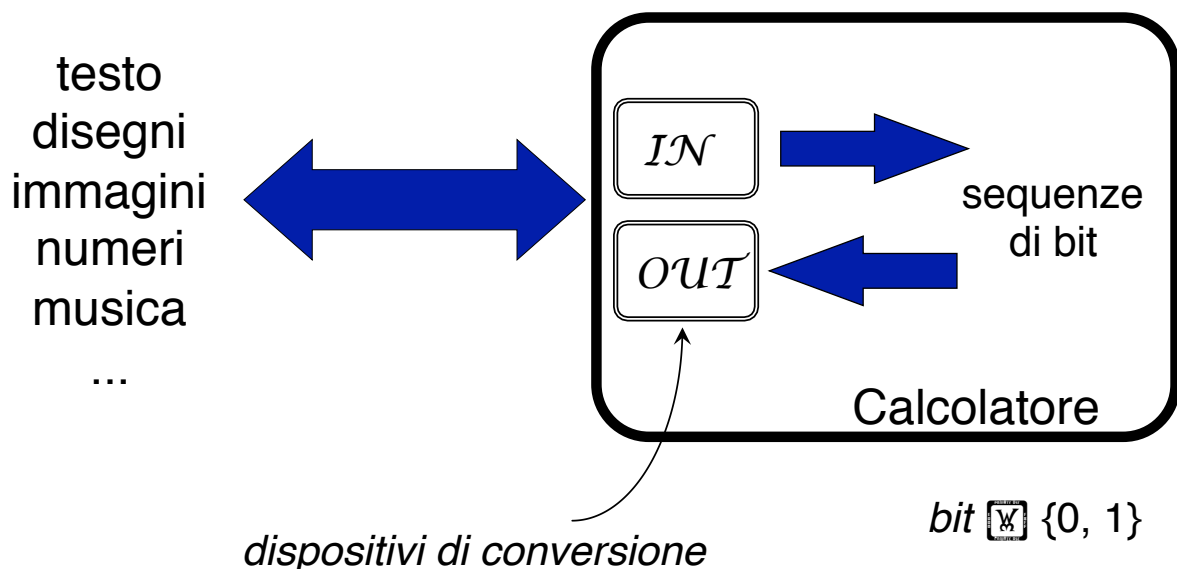 testo
disegni
immagini
numeri
musica
...
IN
OUT
sequenze
di bit
Calcolatore
dispositivi di conversione
bit {0, 1}